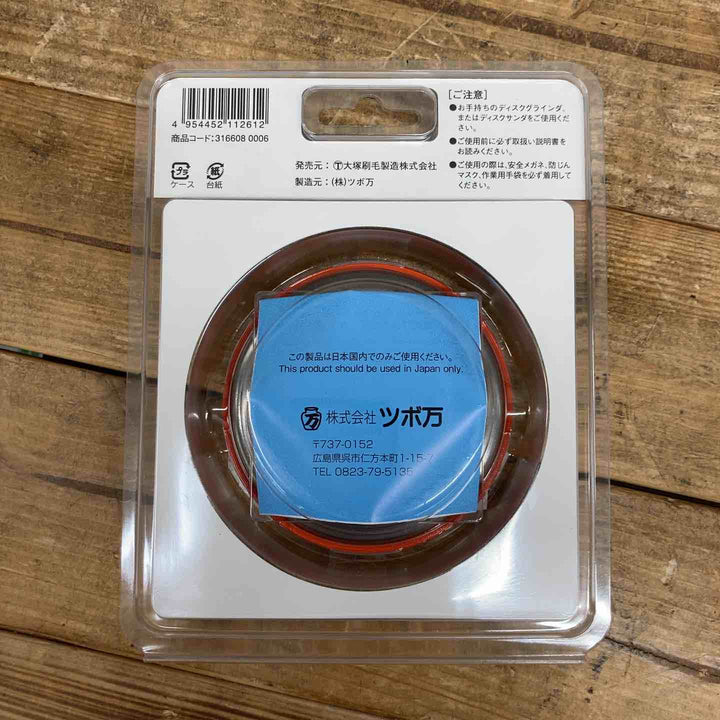 4 954452 112612
商品コード:316608 0006
プラ
ケース
紙
台紙
発売元: Ⓣ大塚刷毛製造株式会社
製造元: (株)ツボ万
[ご注意]
●お手持ちのディスクグラインダ、
またはディスクサンダをご使用くださ
い。
●ご使用前に必ず取扱い説明書を
お読みください。
●ご使用の際は、安全メガネ、防じん
マスク、作業用手袋を必ず着用して
ください。
この製品は日本国内でのみご使用ください。
This product should be used in Japan only.
万 株式会社 ツボ万
〒737-0152
広島県呉市仁方本町1-15-7
TEL 0823-79-5135